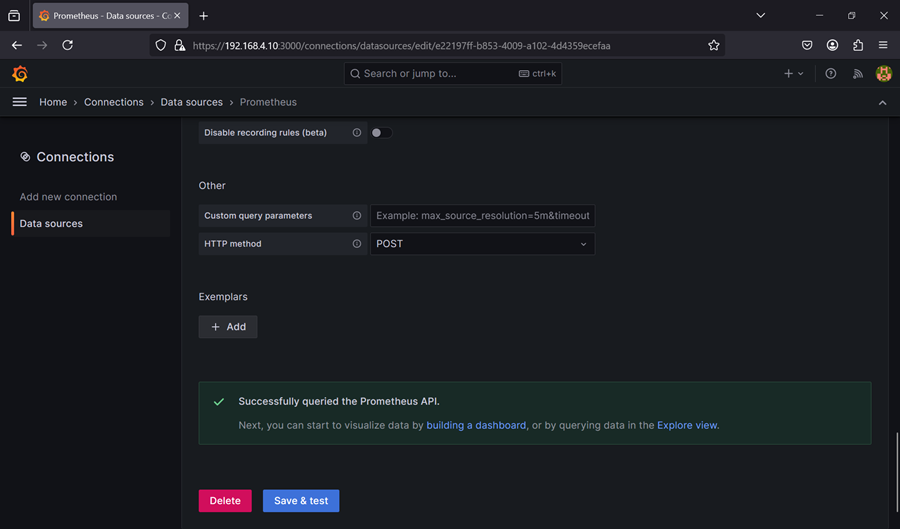 Prometheus - Data sources - Co
https://192.168.4.10:3000/connections/datasources/edit/e22197ff-b853-4009-a102-4d4359ecefaa
Search or jump to... ctrl+k
Home › Connections › Data sources › Prometheus
Connections
Add new connection
Data sources
Disable recording rules (beta)
Other
Custom query parameters Example: max_source_resolution=5m&timeout
HTTP method POST
Exemplars
+ Add
Successfully queried the Prometheus API.
Next, you can start to visualize data by building a dashboard, or by querying data in the Explore view.
Delete Save & test